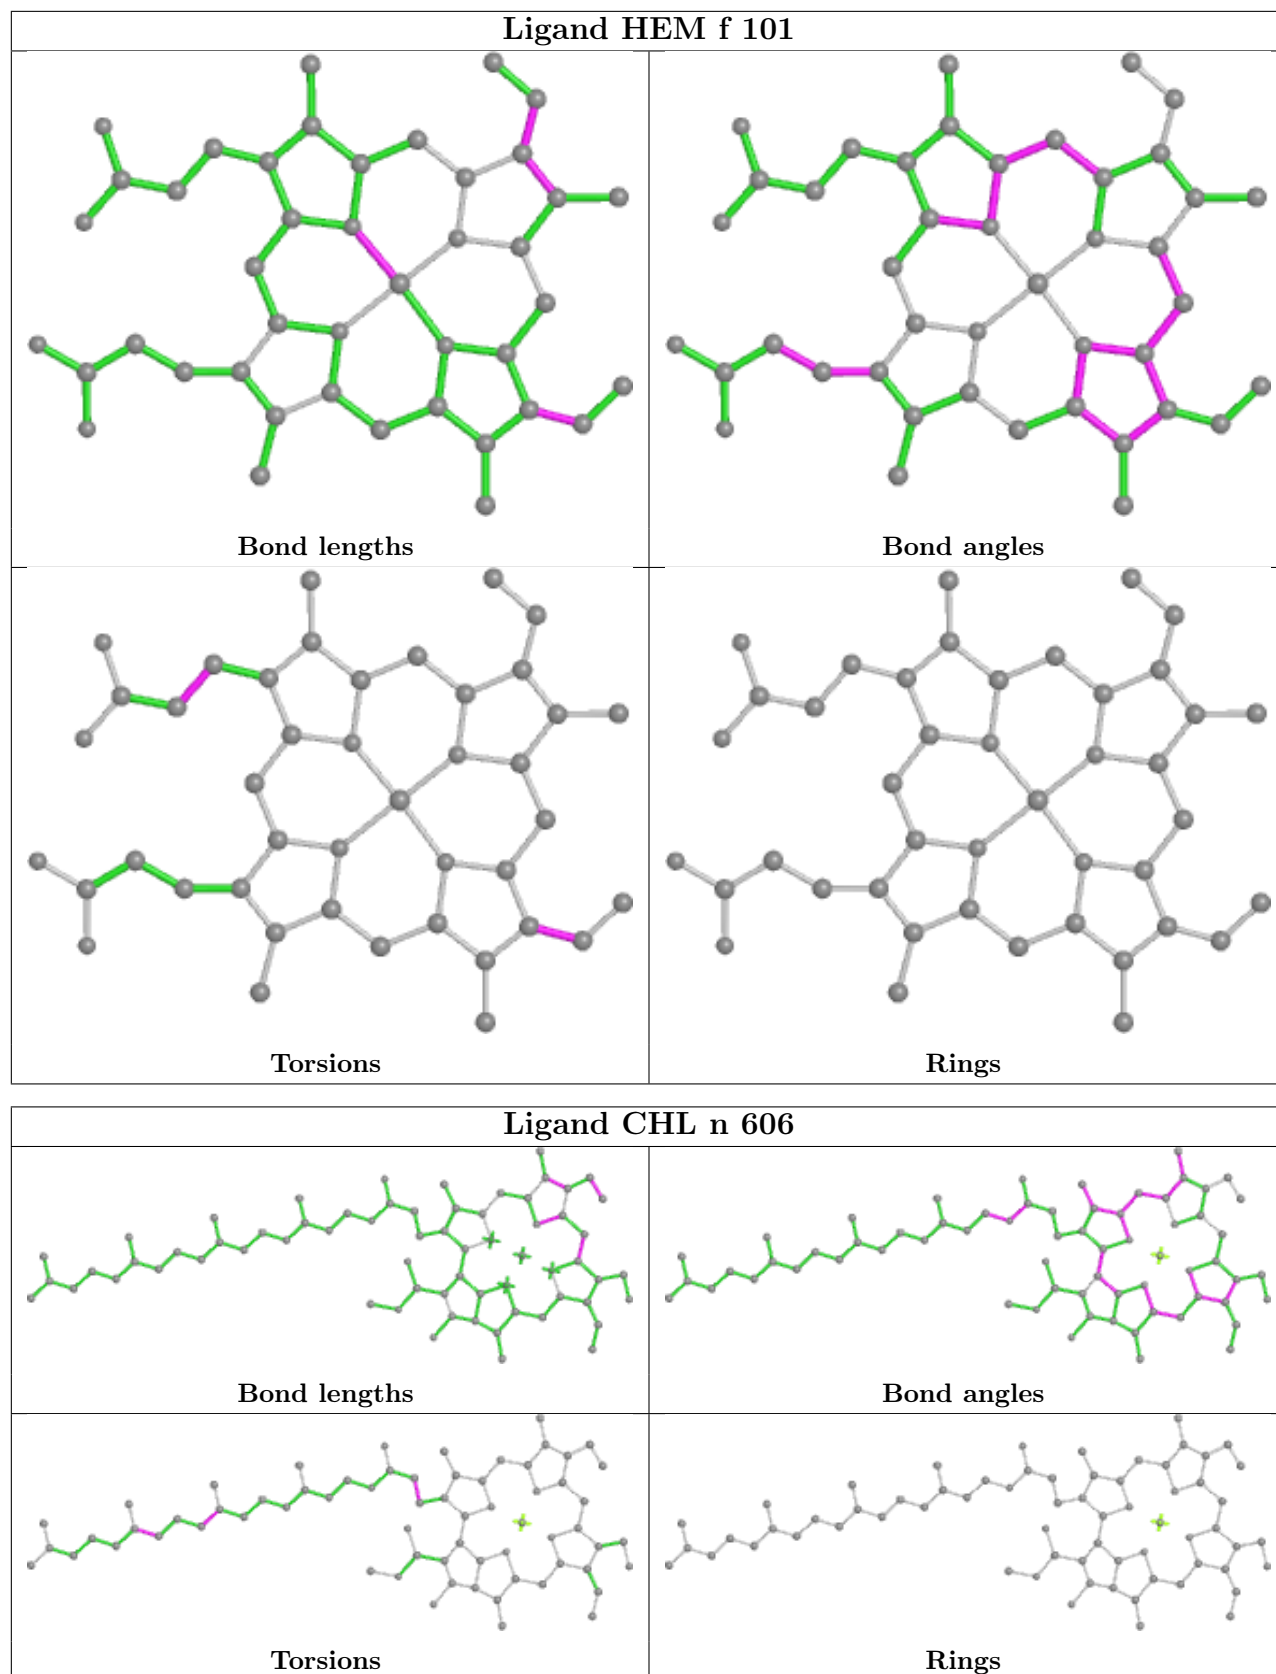 Ligand HEM f 101
Bond lengths
Bond angles
Torsions
Rings
Ligand CHL n 606
Bond lengths
Bond angles
Torsions
Rings